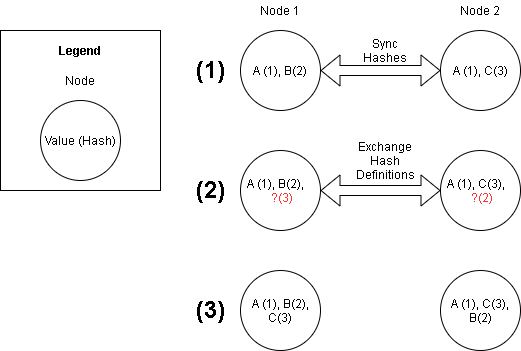 Node 1
Node 2
Legend
Node
Value (Hash)
(1)
A (1), B(2)
Sync
Hashes
A (1), C(3)
(2)
A (1), B(2),
?(3)
Exchange
Hash
Definitions
A (1), C(3),
?(2)
(3)
A (1), B(2),
C(3)
A (1), C(3),
B(2)